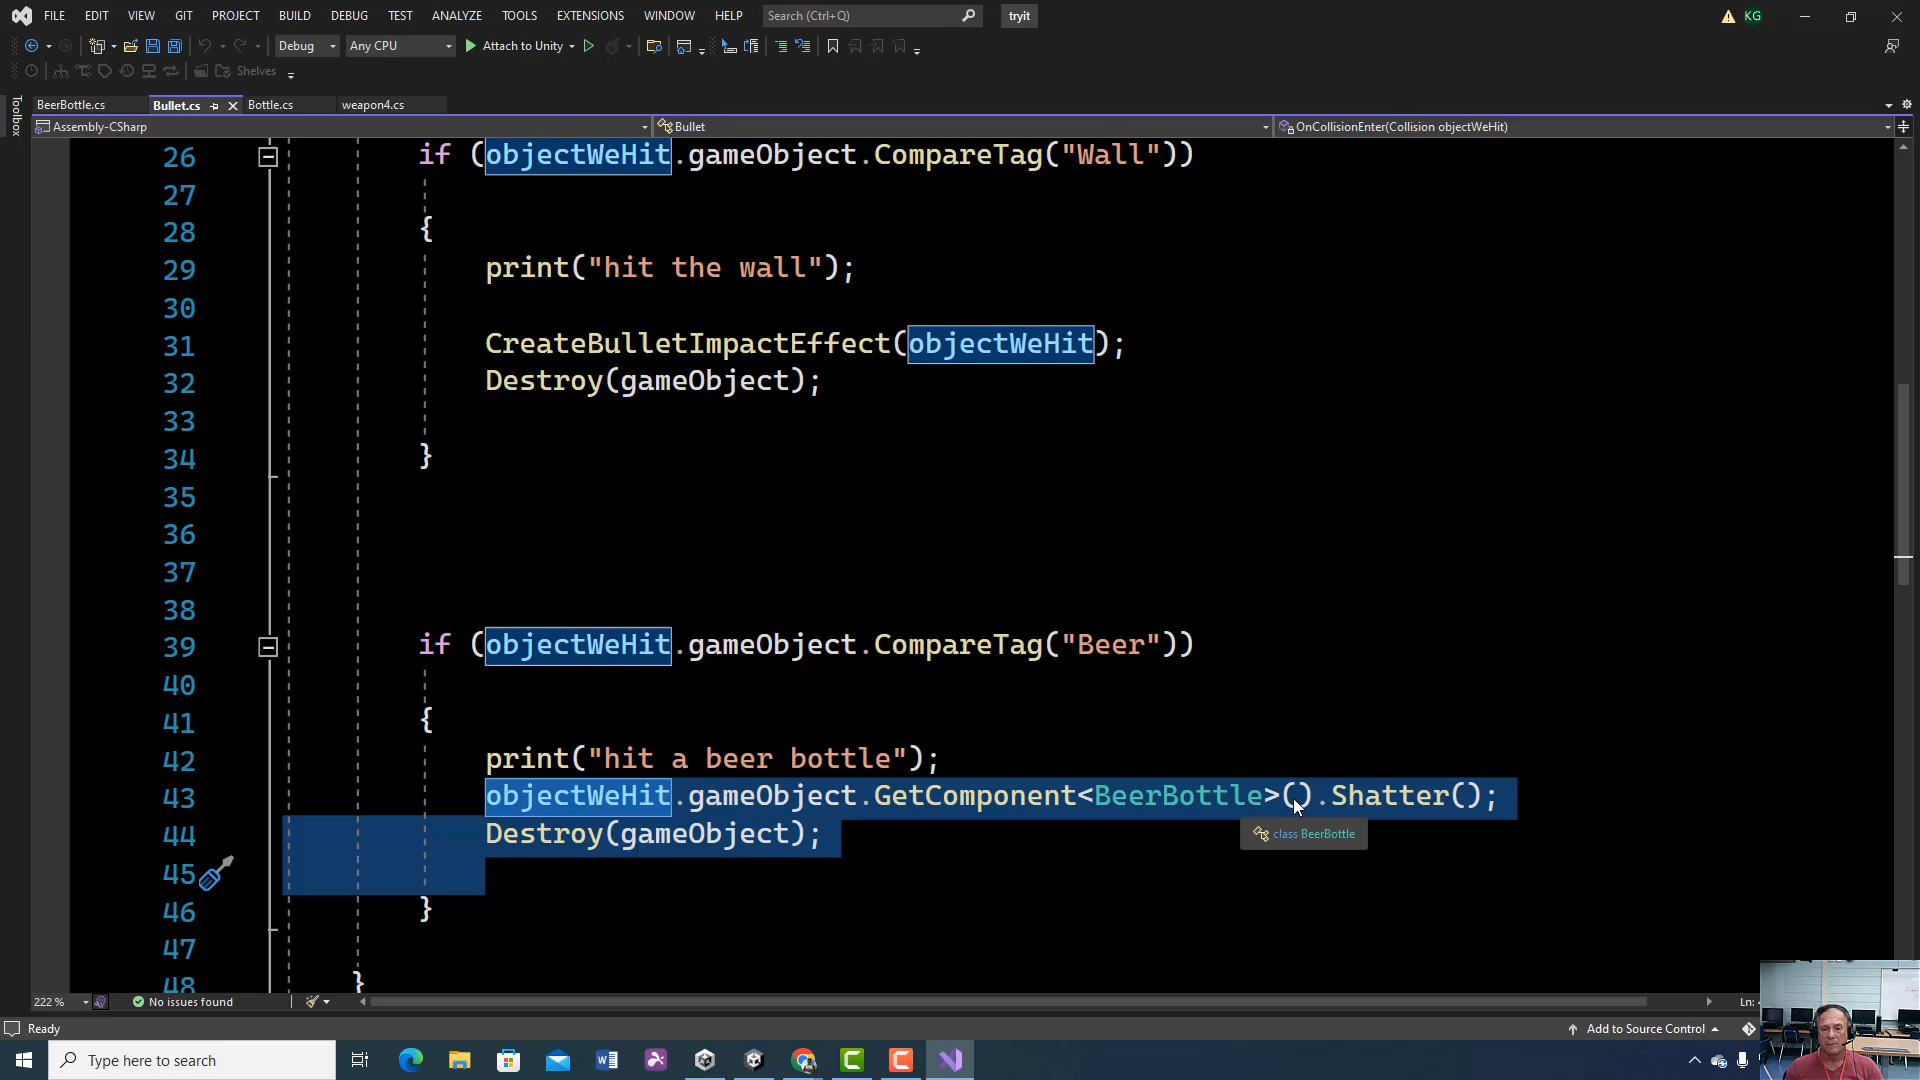 FILE EDIT VIEW GIT PROJECT BUILD DEBUG TEST ANALYZE TOOLS EXTENSIONS WINDOW HELP Search (Ctrl+Q) tryit KG
Debug Any CPU Attach to Unity
Shelves
BeerBottle.cs Bullet.cs Bottle.cs weapon4.cs
Toolbox
Assembly-CSharp Bullet OnCollisionEnter(Collision objectWeHit)
26 if (objectWeHit.gameObject.CompareTag("Wall"))
27
28 {
29 print("hit the wall");
30
31 CreateBulletImpactEffect(objectWeHit);
32 Destroy(gameObject);
33
34 }
35
36
37
38
39 if (objectWeHit.gameObject.CompareTag("Beer"))
40
41 {
42 print("hit a beer bottle");
43 objectWeHit.gameObject.GetComponent<BeerBottle>().Shatter();
class BeerBottle
44 Destroy(gameObject);
45
46 }
47
48 }
222 % No issues found Ln:
Ready Add to Source Control
Type here to search